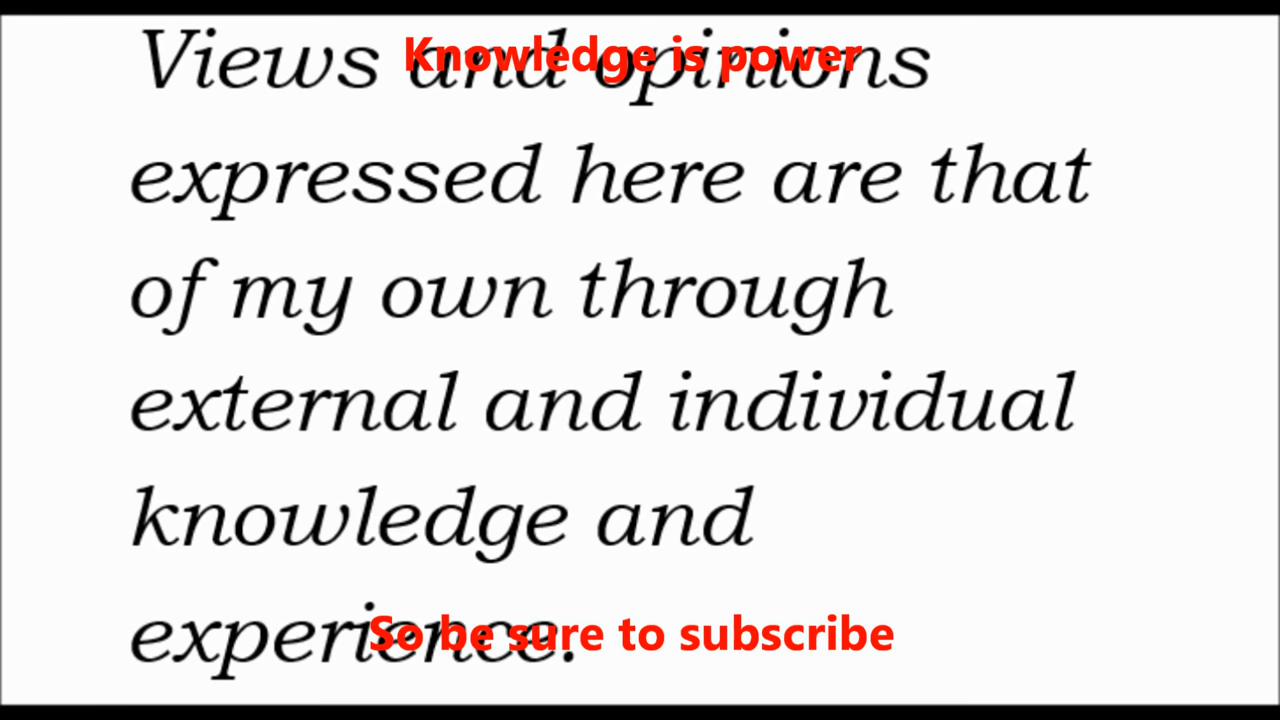 Views and opinions
Knowledge is power
expressed here are that
of my own through
external and individual
knowledge and
experience.
So be sure to subscribe